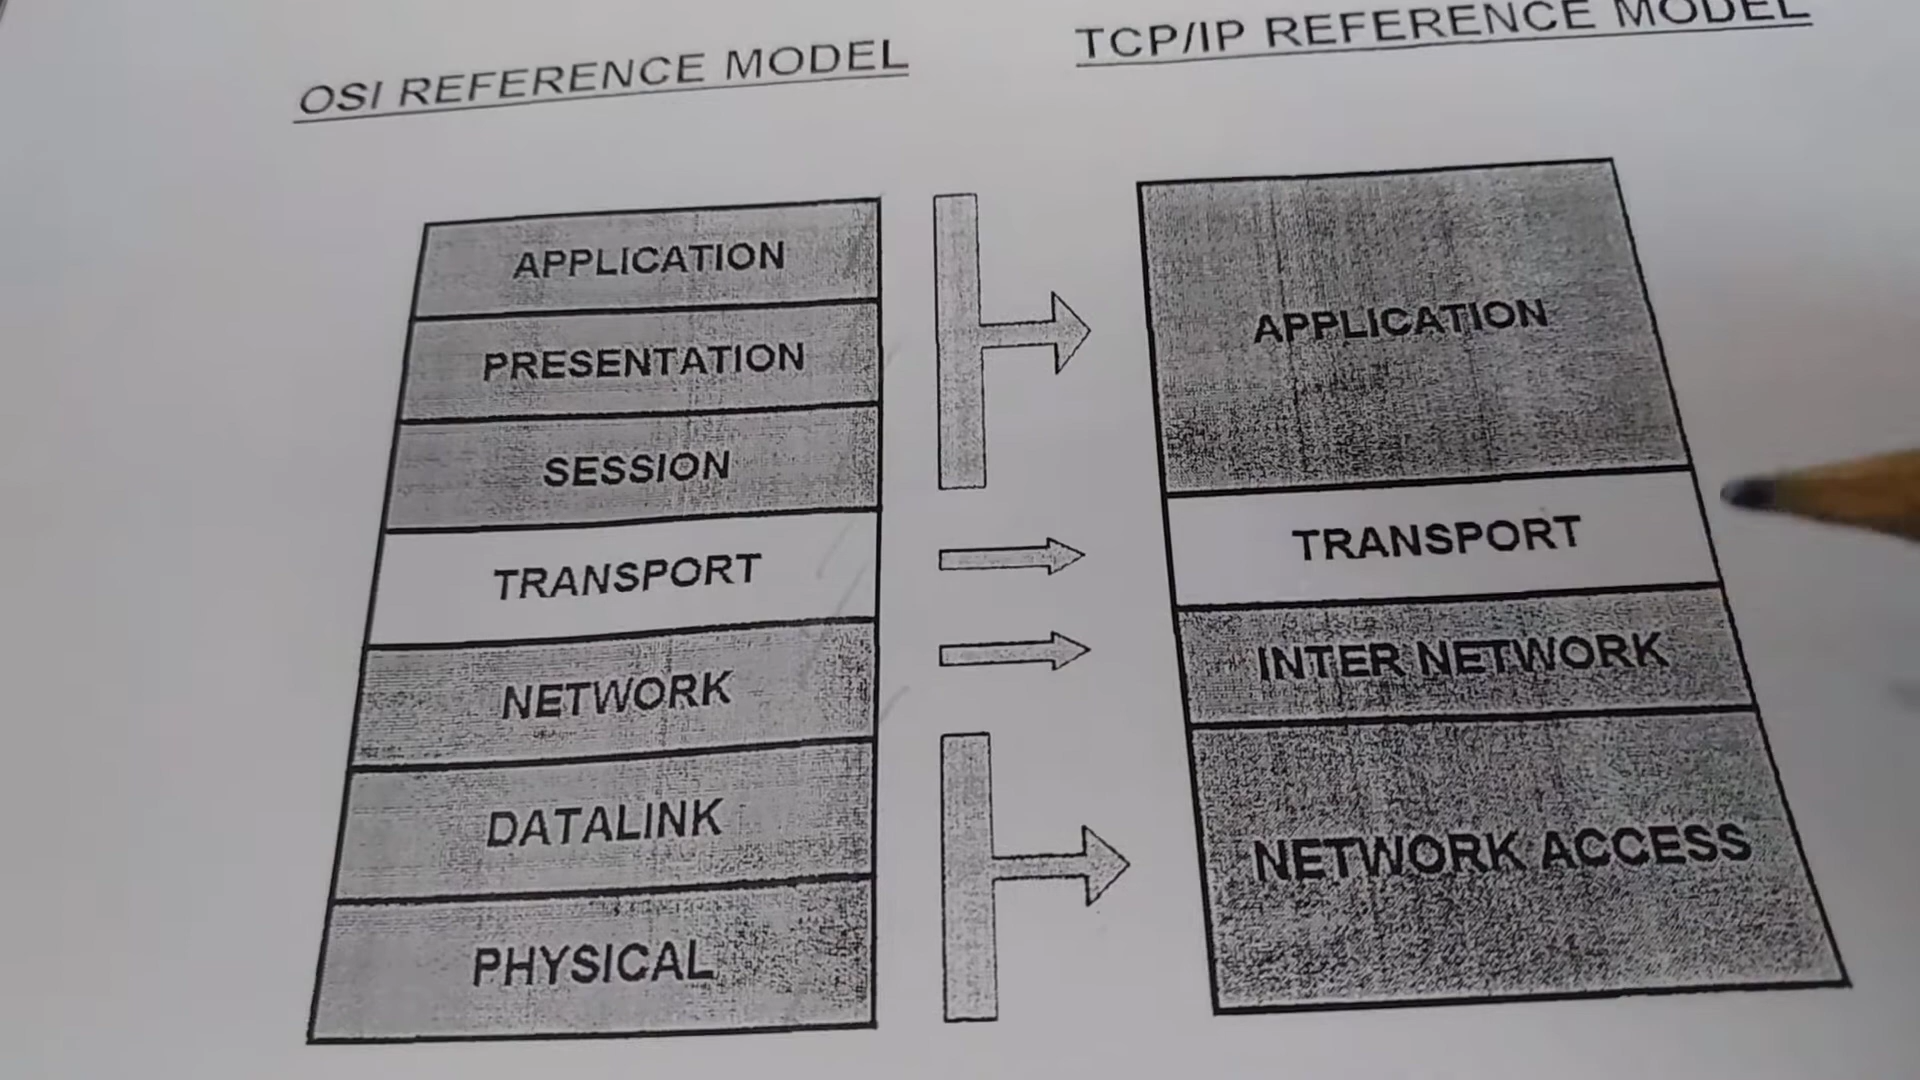 OSI REFERENCE MODEL
TCP/IP REFERENCE MODEL
APPLICATION
PRESENTATION
SESSION
TRANSPORT
NETWORK
DATALINK
PHYSICAL
APPLICATION
TRANSPORT
INTER NETWORK
NETWORK ACCESS